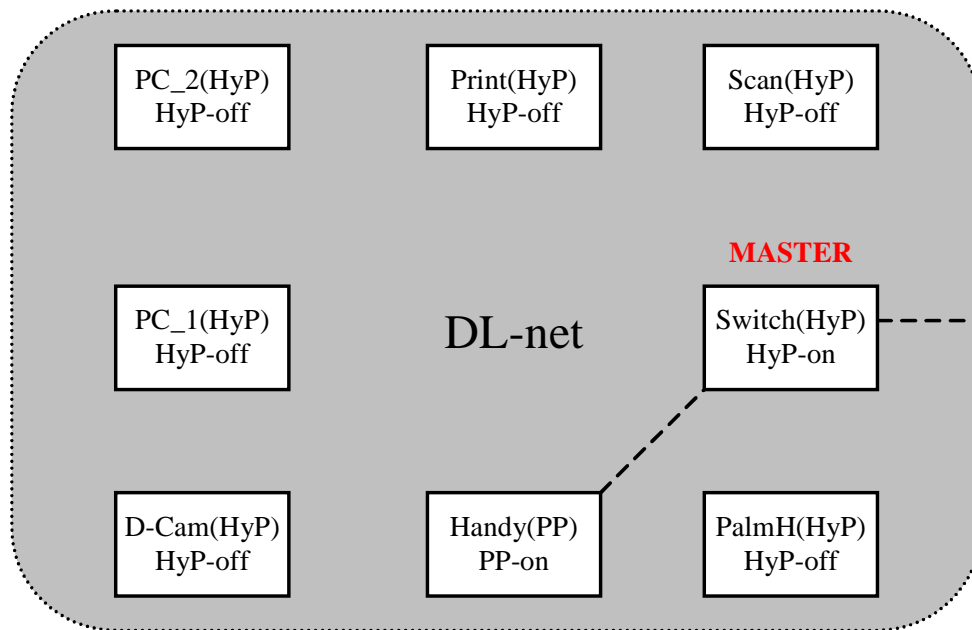 PC_2(HyP)
HyP-off
Print(HyP)
HyP-off
Scan(HyP)
HyP-off
MASTER
PC_1(HyP)
HyP-off
DL-net
Switch(HyP)
HyP-on
D-Cam(HyP)
HyP-off
Handy(PP)
PP-on
PalmH(HyP)
HyP-off